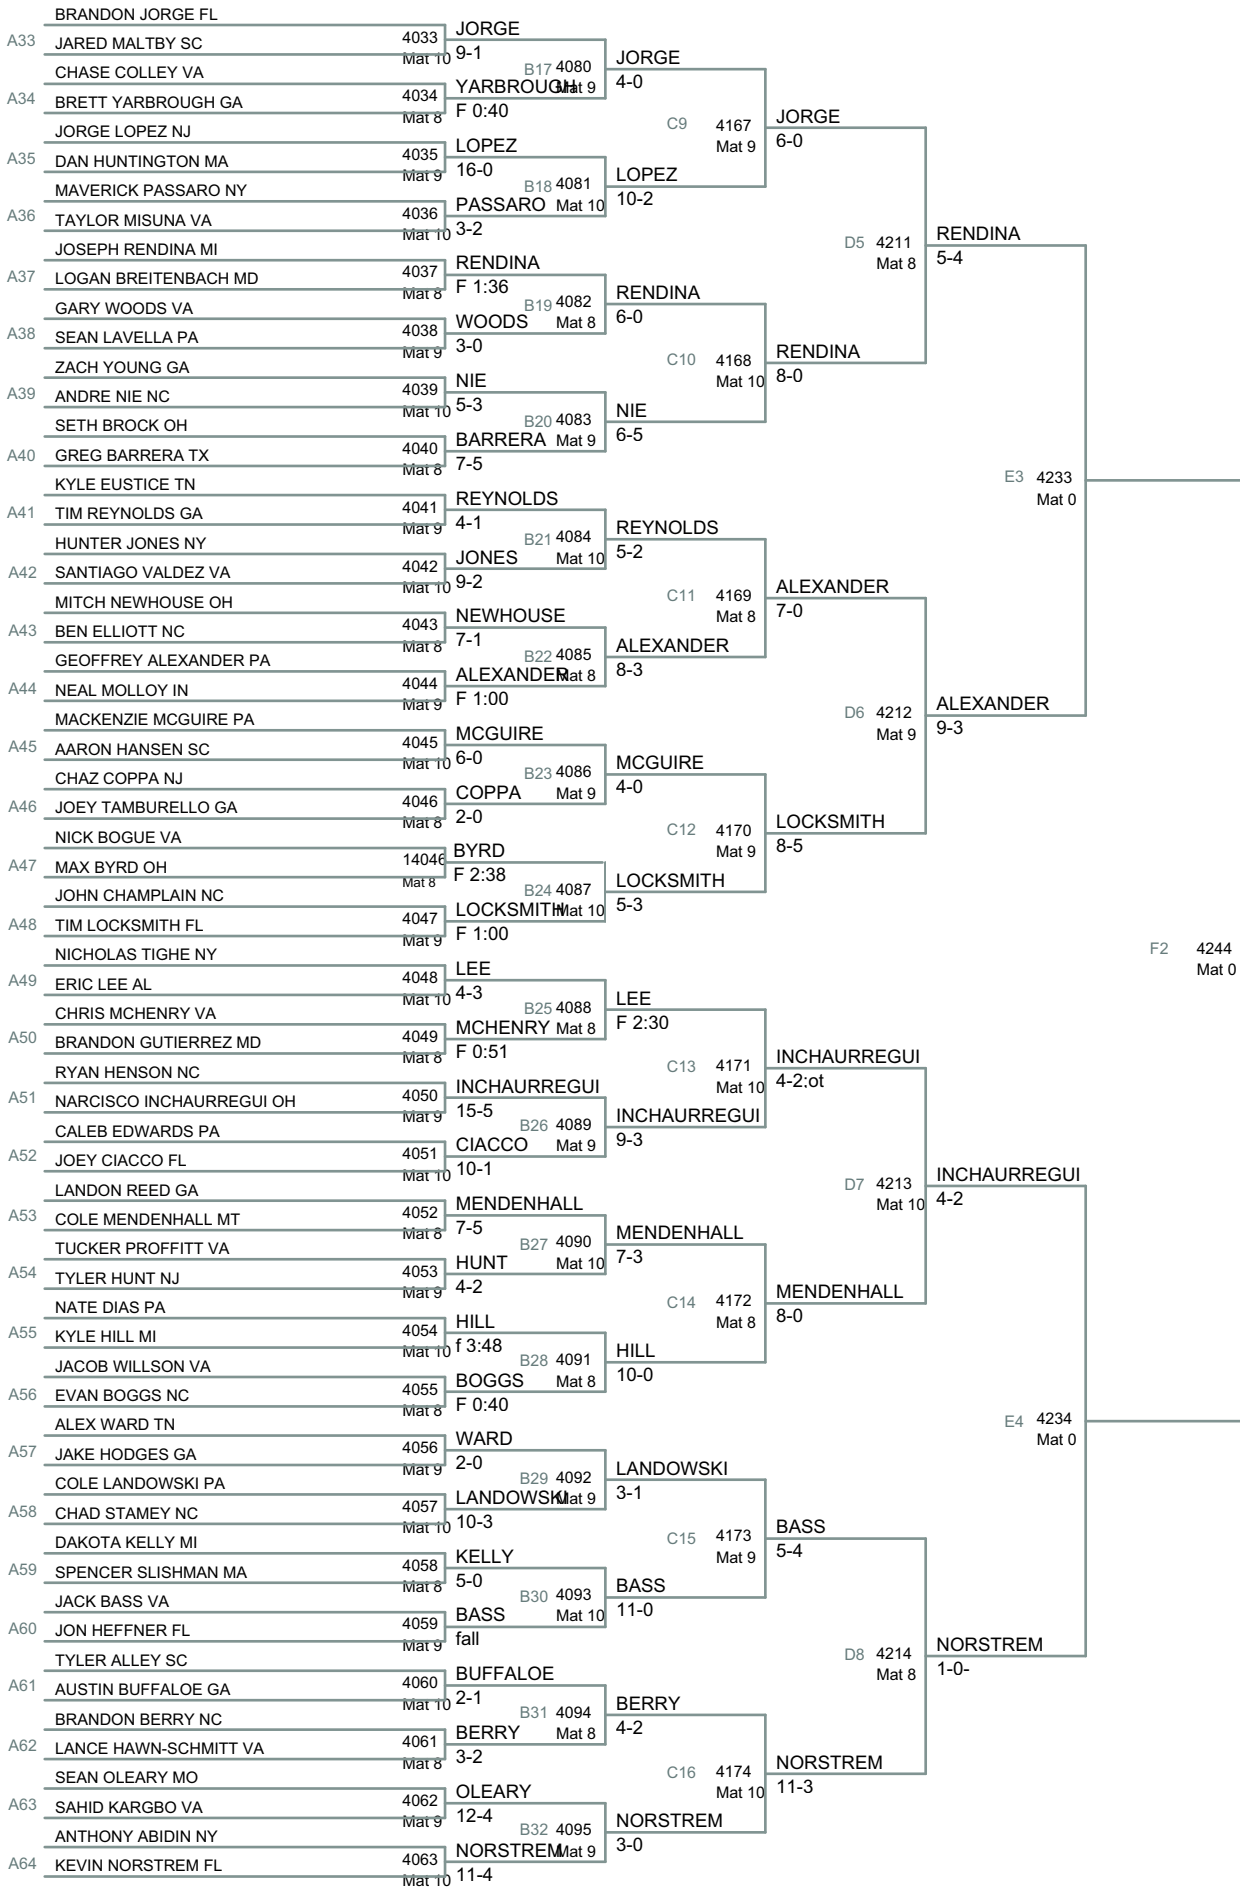 BRANDON JORGE FL
A33
JARED MALTBY SC
4033
Mat 10
JORGE
9-1
CHASE COLLEY VA
A34
BRETT YARBROUGH GA
4034
Mat 8
YARBROUGH
F 0:40
B17 4080
Mat 9
JORGE
4-0
JORGE LOPEZ NJ
A35
DAN HUNTINGTON MA
4035
Mat 9
LOPEZ
16-0
MAVERICK PASSARO NY
A36
TAYLOR MISUNA VA
4036
Mat 10
PASSARO
3-2
B18 4081
Mat 10
LOPEZ
10-2
C9 4167
Mat 9
JORGE
6-0
JOSEPH RENDINA MI
A37
LOGAN BREITENBACH MD
4037
Mat 8
RENDINA
F 1:36
GARY WOODS VA
A38
SEAN LAVELLA PA
4038
Mat 9
WOODS
3-0
B19 4082
Mat 8
RENDINA
6-0
ZACH YOUNG GA
A39
ANDRE NIE NC
4039
Mat 10
NIE
5-3
SETH BROCK OH
A40
GREG BARRERA TX
4040
Mat 8
BARRERA
7-5
B20 4083
Mat 9
NIE
6-5
C10 4168
Mat 10
RENDINA
8-0
D5 4211
Mat 8
RENDINA
5-4
KYLE EUSTICE TN
A41
TIM REYNOLDS GA
4041
Mat 9
REYNOLDS
4-1
HUNTER JONES NY
A42
SANTIAGO VALDEZ VA
4042
Mat 10
JONES
9-2
B21 4084
Mat 10
REYNOLDS
5-2
MITCH NEWHOUSE OH
A43
BEN ELLIOTT NC
4043
Mat 8
NEWHOUSE
7-1
GEOFFREY ALEXANDER PA
A44
NEAL MOLLOY IN
4044
Mat 9
ALEXANDER
F 1:00
B22 4085
Mat 8
ALEXANDER
8-3
C11 4169
Mat 8
ALEXANDER
7-0
MACKENZIE MCGUIRE PA
A45
AARON HANSEN SC
4045
Mat 10
MCGUIRE
6-0
CHAZ COPPA NJ
A46
JOEY TAMBURELLO GA
4046
Mat 8
COPPA
2-0
B23 4086
Mat 9
MCGUIRE
4-0
NICK BOGUE VA
A47
MAX BYRD OH
14046
Mat 8
BYRD
F 2:38
JOHN CHAMPLAIN NC
A48
TIM LOCKSMITH FL
4047
Mat 9
LOCKSMITH
F 1:00
B24 4087
Mat 10
LOCKSMITH
5-3
C12 4170
Mat 9
LOCKSMITH
8-5
D6 4212
Mat 9
ALEXANDER
9-3
E3 4233
Mat 0
NICHOLAS TIGHE NY
A49
ERIC LEE AL
4048
Mat 10
LEE
4-3
CHRIS MCHENRY VA
A50
BRANDON GUTIERREZ MD
4049
Mat 8
MCHENRY
F 0:51
B25 4088
Mat 8
LEE
F 2:30
RYAN HENSON NC
A51
NARCISCO INCHAURREGUI OH
4050
Mat 9
INCHAURREGUI
15-5
CALEB EDWARDS PA
A52
JOEY CIACCO FL
4051
Mat 10
CIACCO
10-1
B26 4089
Mat 9
INCHAURREGUI
9-3
C13 4171
Mat 10
INCHAURREGUI
4-2:ot
LANDON REED GA
A53
COLE MENDENHALL MT
4052
Mat 8
MENDENHALL
7-5
TUCKER PROFFITT VA
A54
TYLER HUNT NJ
4053
Mat 9
HUNT
4-2
B27 4090
Mat 10
MENDENHALL
7-3
NATE DIAS PA
A55
KYLE HILL MI
4054
Mat 10
HILL
f 3:48
JACOB WILLSON VA
A56
EVAN BOGGS NC
4055
Mat 8
BOGGS
F 0:40
B28 4091
Mat 8
HILL
10-0
C14 4172
Mat 8
MENDENHALL
8-0
D7 4213
Mat 10
INCHAURREGUI
4-2
ALEX WARD TN
A57
JAKE HODGES GA
4056
Mat 9
WARD
2-0
COLE LANDOWSKI PA
A58
CHAD STAMEY NC
4057
Mat 10
LANDOWSKI
10-3
B29 4092
Mat 9
LANDOWSKI
3-1
DAKOTA KELLY MI
A59
SPENCER SLISHMAN MA
4058
Mat 8
KELLY
5-0
JACK BASS VA
A60
JON HEFFNER FL
4059
Mat 9
BASS
fall
B30 4093
Mat 10
BASS
11-0
C15 4173
Mat 9
BASS
5-4
TYLER ALLEY SC
A61
AUSTIN BUFFALOE GA
4060
Mat 10
BUFFALOE
2-1
BRANDON BERRY NC
A62
LANCE HAWN-SCHMITT VA
4061
Mat 8
BERRY
3-2
B31 4094
Mat 8
BERRY
4-2
SEAN OLEARY MO
A63
SAHID KARGBO VA
4062
Mat 9
OLEARY
12-4
ANTHONY ABIDIN NY
A64
KEVIN NORSTREM FL
4063
Mat 10
NORSTREM
11-4
B32 4095
Mat 9
NORSTREM
3-0
C16 4174
Mat 10
NORSTREM
11-3
D8 4214
Mat 8
NORSTREM
1-0-
E4 4234
Mat 0
F2 4244
Mat 0